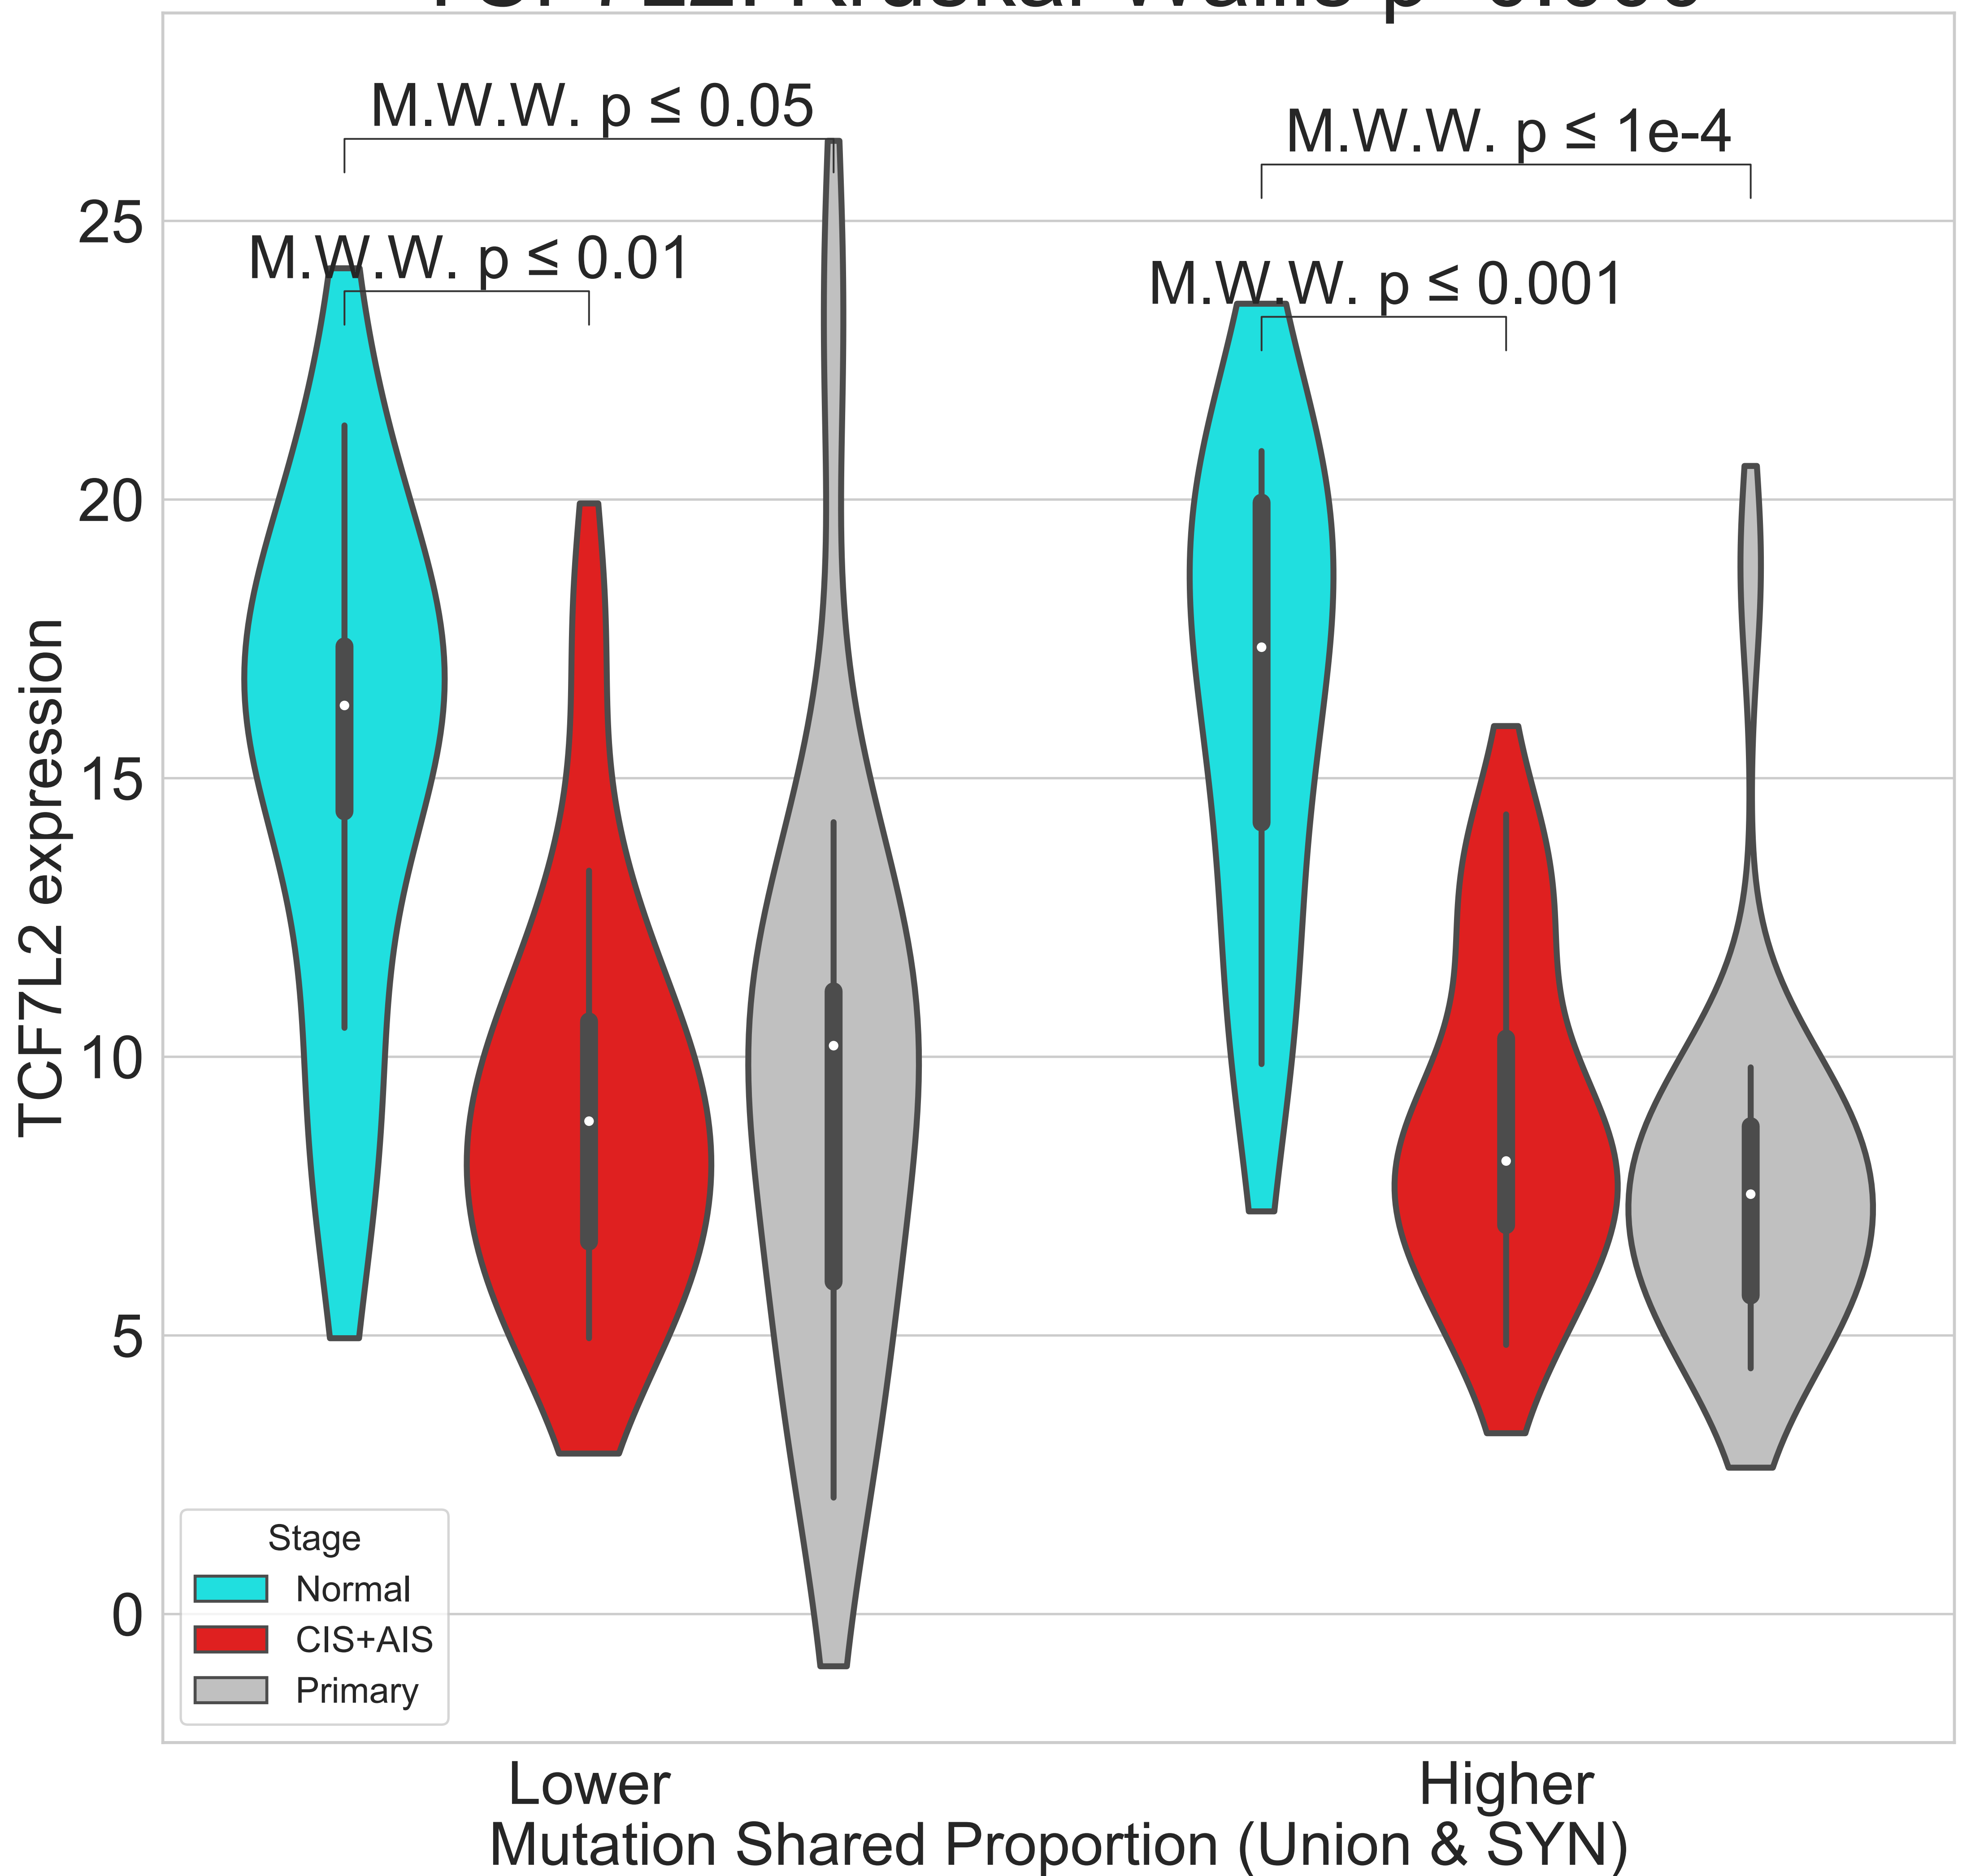 M.W.W. p ≤ 0.05
M.W.W. p ≤ 1e-4
M.W.W. p ≤ 0.01
M.W.W. p ≤ 0.001
25
20
15
10
5
0
TCF7L2 expression
Stage
Normal
CIS+AIS
Primary
Lower
Higher
Mutation Shared Proportion (Union & SYN)